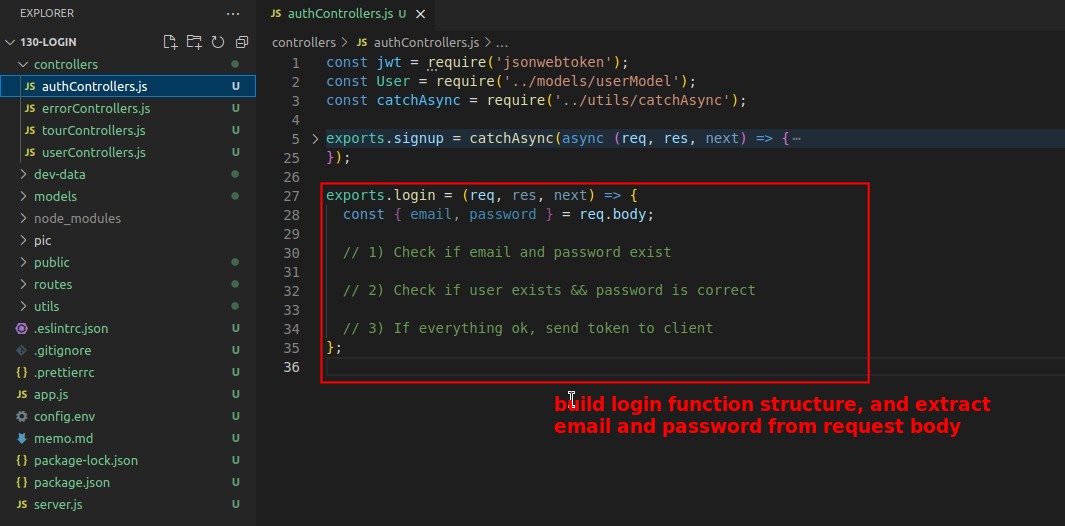 EXPLORER
130-LOGIN
controllers
JS authControllers.js U
JS errorControllers.js U
JS tourControllers.js U
JS userControllers.js U
dev-data
models
node_modules
pic
public
routes
utils
.eslintrc.json U
.gitignore U
{} .prettierrc U
JS app.js U
config.env U
memo.md U
{} package-lock.json U
{} package.json U
JS server.js U
JS authControllers.js U
controllers > JS authControllers.js > ...
1 const jwt = require('jsonwebtoken');
2 const User = require('../models/userModel');
3 const catchAsync = require('../utils/catchAsync');
4
5 exports.signup = catchAsync(async (req, res, next) => {⋯
25 });
26
27 exports.login = (req, res, next) => {
28 const { email, password } = req.body;
29
30 // 1) Check if email and password exist
31
32 // 2) Check if user exists && password is correct
33
34 // 3) If everything ok, send token to client
35 };
36
build login function structure, and extract
email and password from request body